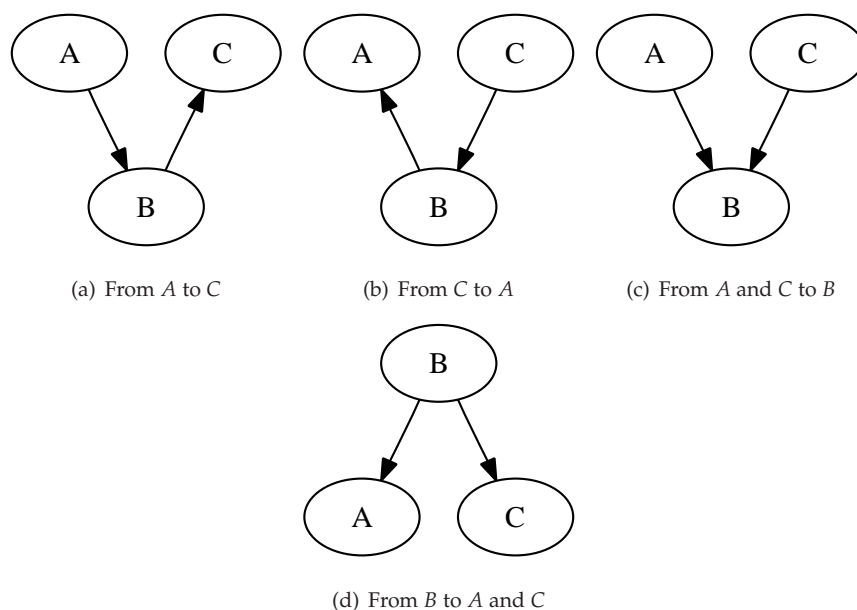 A C A C A C
B B B
(a) From A to C (b) From C to A (c) From A and C to B
B
A C
(d) From B to A and C